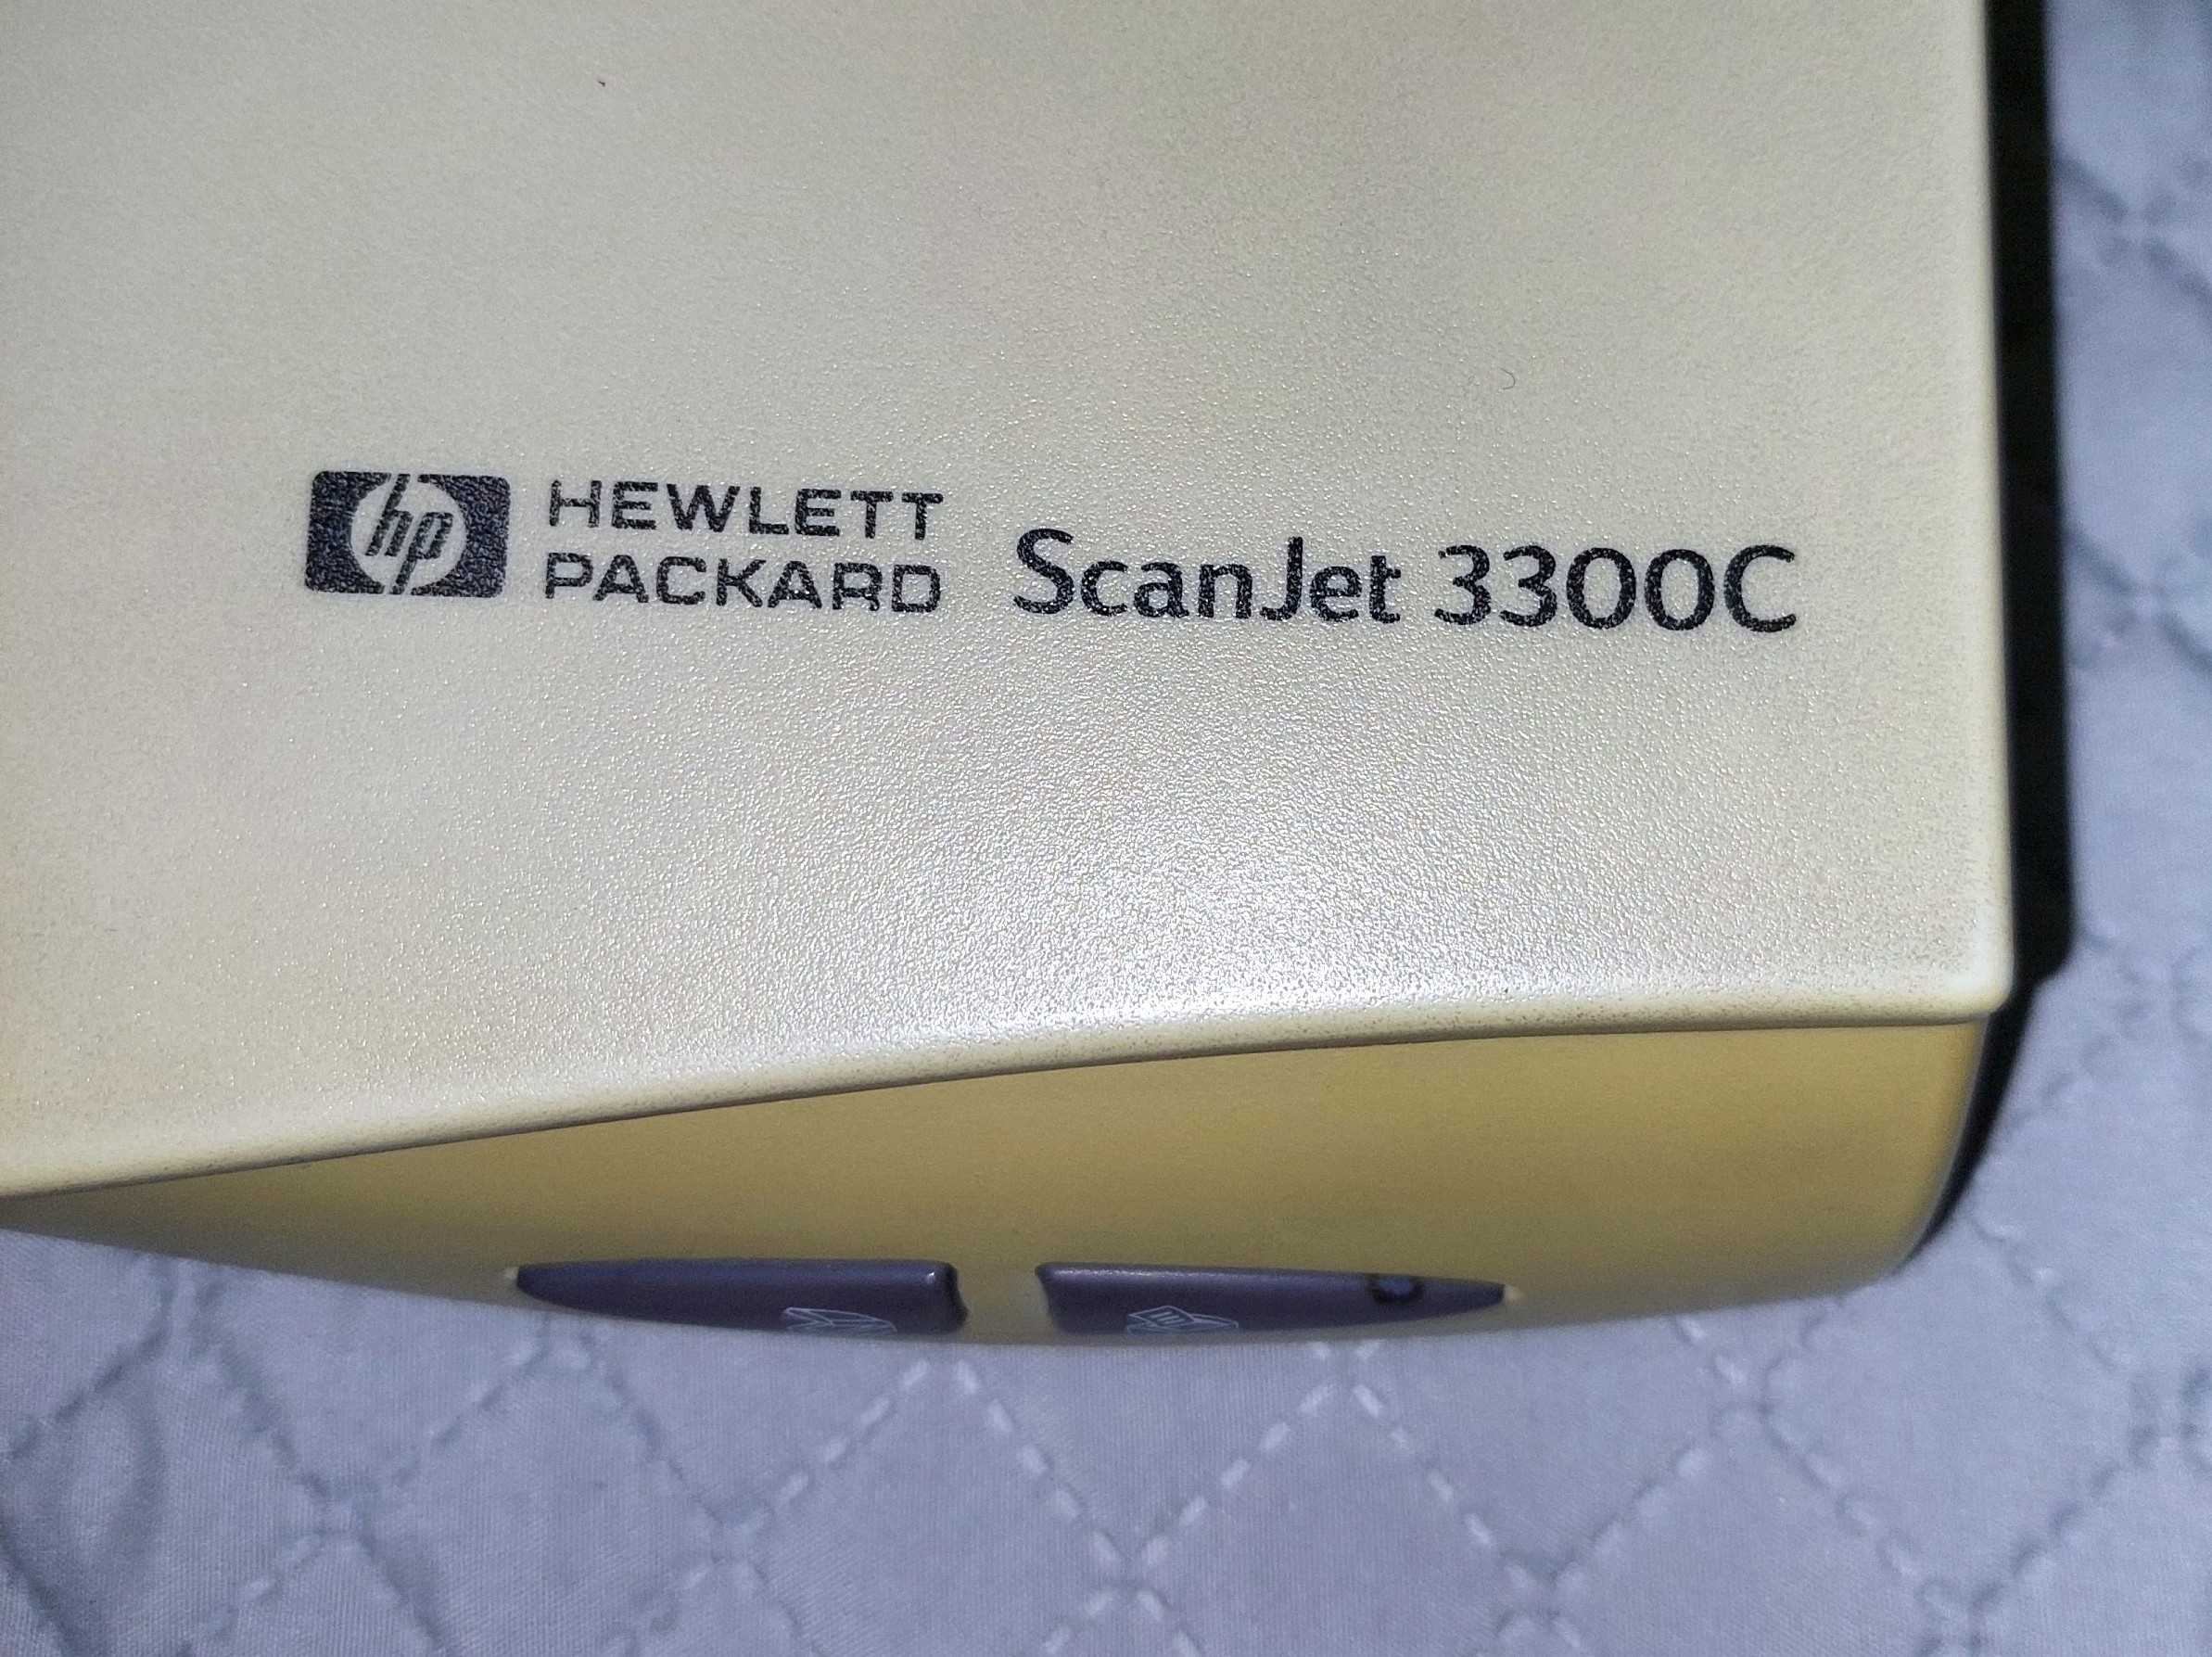 hp HEWLETT
PACKARD ScanJet 3300C